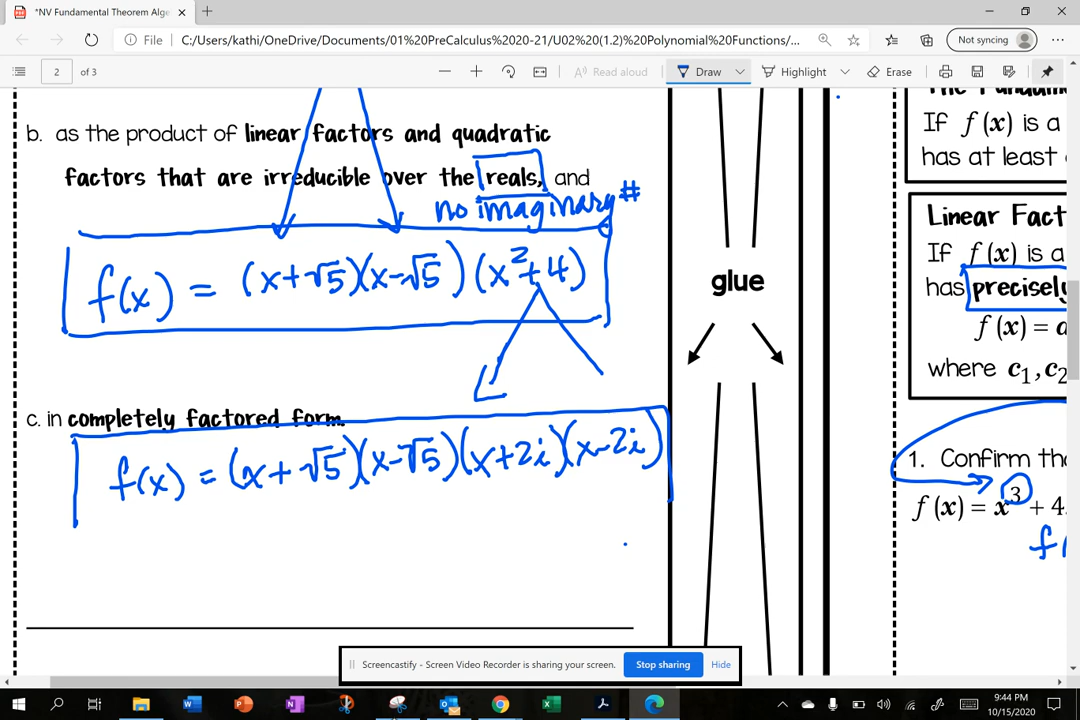 *NV Fundamental Theorem Alge
File
C:/Users/kathi/OneDrive/Documents/01%20PreCalculus%2020-21/U02%20(1.2)%20Polynomial%20Functions/...
Not syncing
2 of 3
Read aloud
Draw
Highlight
Erase
b. as the product of linear factors and quadratic
factors that are irreducible over the reals, and
no imaginary #
f(x) = (x+√5)(x-√5)(x²+4)
c. in completely factored form.
f(x) = (x+√5)(x-√5)(x+2i)(x-2i)
glue
If f(x) is a
has at least
Linear Fact
If f(x) is a
has precisely
f(x) = a
where c₁, c₂
1. Confirm tha
f(x) = x³ + 4
f(
Screencastify - Screen Video Recorder is sharing your screen.
Stop sharing
Hide
9:44 PM
10/15/2020